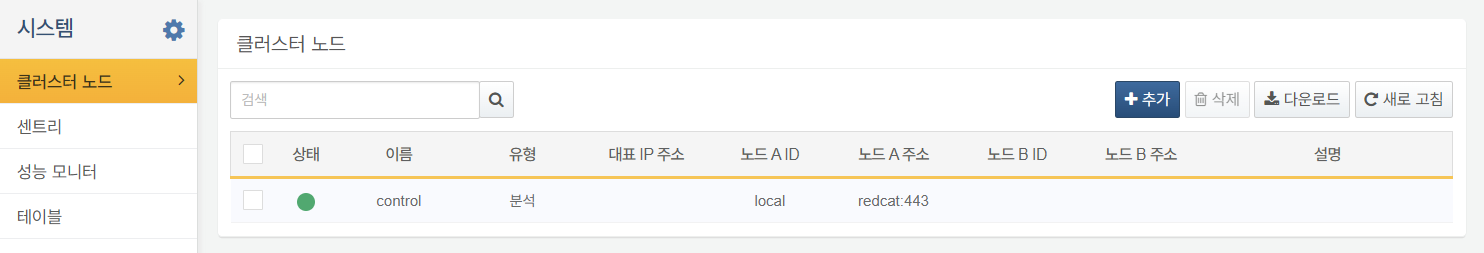 시스템
클러스터 노드
센트리
성능 모니터
테이블
클러스터 노드
검색 추가 삭제 다운로드 새로 고침
상태 이름 유형 대표 IP 주소 노드 A ID 노드 A 주소 노드 B ID 노드 B 주소 설명
control 분석 local redcat:443